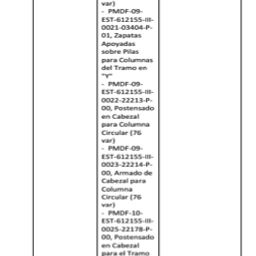 var)
- PMDF-09-
EST-612155-III-
0021-03404-P-
01, Zapatas
Apoyadas
sobre Pilas
para Columnas
del Tramo en
"Y"
- PMDF-09-
EST-612155-III-
0022-22213-P-
00, Postensado
en Cabezal
para Columna
Circular (76
var)
- PMDF-09-
EST-612155-III-
0023-22214-P-
00, Armado de
Cabezal para
Columna
Circular (76
var)
- PMDF-10-
EST-612155-III-
0025-22178-P-
00, Postensado
en Cabezal
para el Tramo